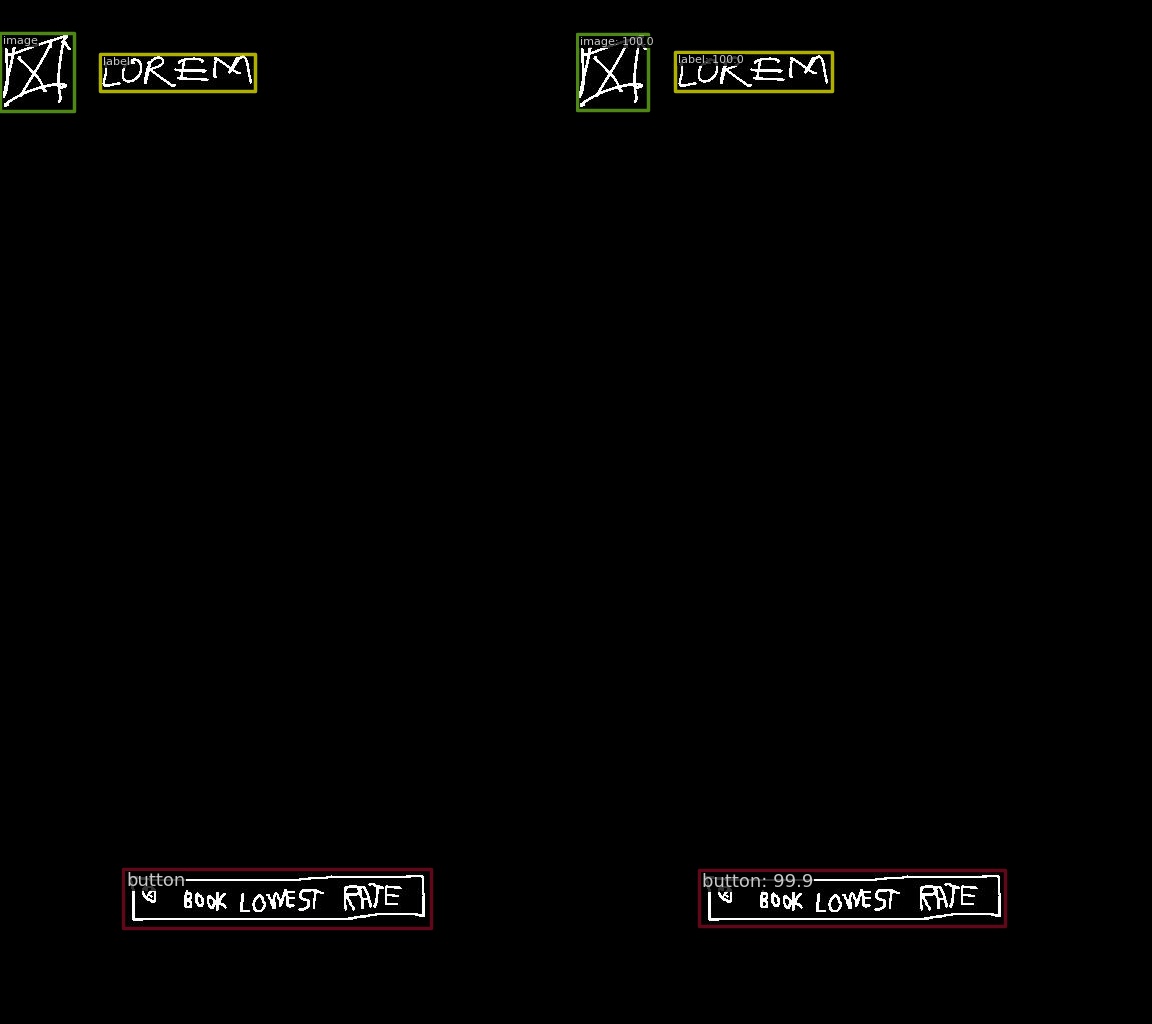 image
image: 100.0
label
LOREM
label: 100.0
LOREM
button
BOOK LOWEST RATE
button: 99.9
BOOK LOWEST RATE